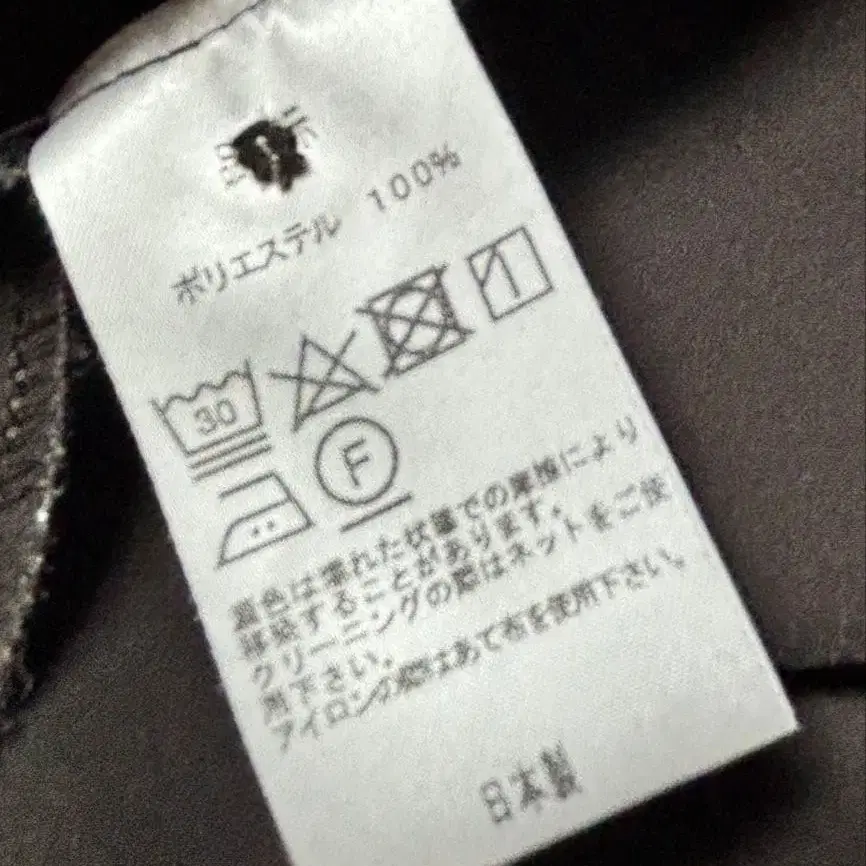 ポリエステル 100%
30
F
濃色は濡れた状態での摩擦により
移染することがあります。
クリーニングの際はネットをご使
用下さい。
アイロンの際はあて布を使用下さい。
日本製